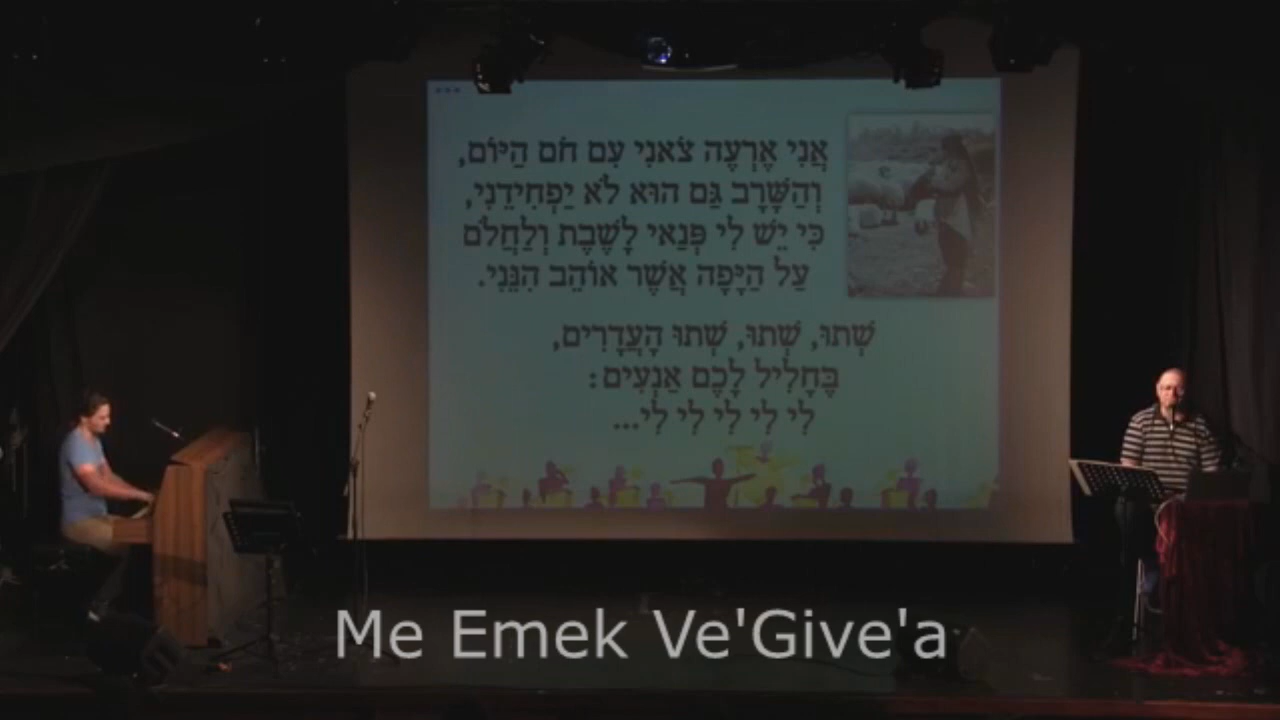 אֲנִי אֶרְעֶה צֹאנִי עִם חֹם הַיּוֹם,
וְהַשָּׁרָב גַּם הוּא לֹא יַפְחִידֵנִי,
כִּי יֵשׁ לִי פְּנַאי לָשֶׁבֶת וְלַחֲלֹם
עַל הַיָּפָה אֲשֶׁר אוֹהֵב הִנֵּנִי.
שְׁתוּ, שְׁתוּ, שְׁתוּ הָעֲדָרִים,
בֶּחָלִיל לָכֶם אַנְעִים:
לִי לִי לִי לִי לִי לִי...
Me Emek Ve'Give'a